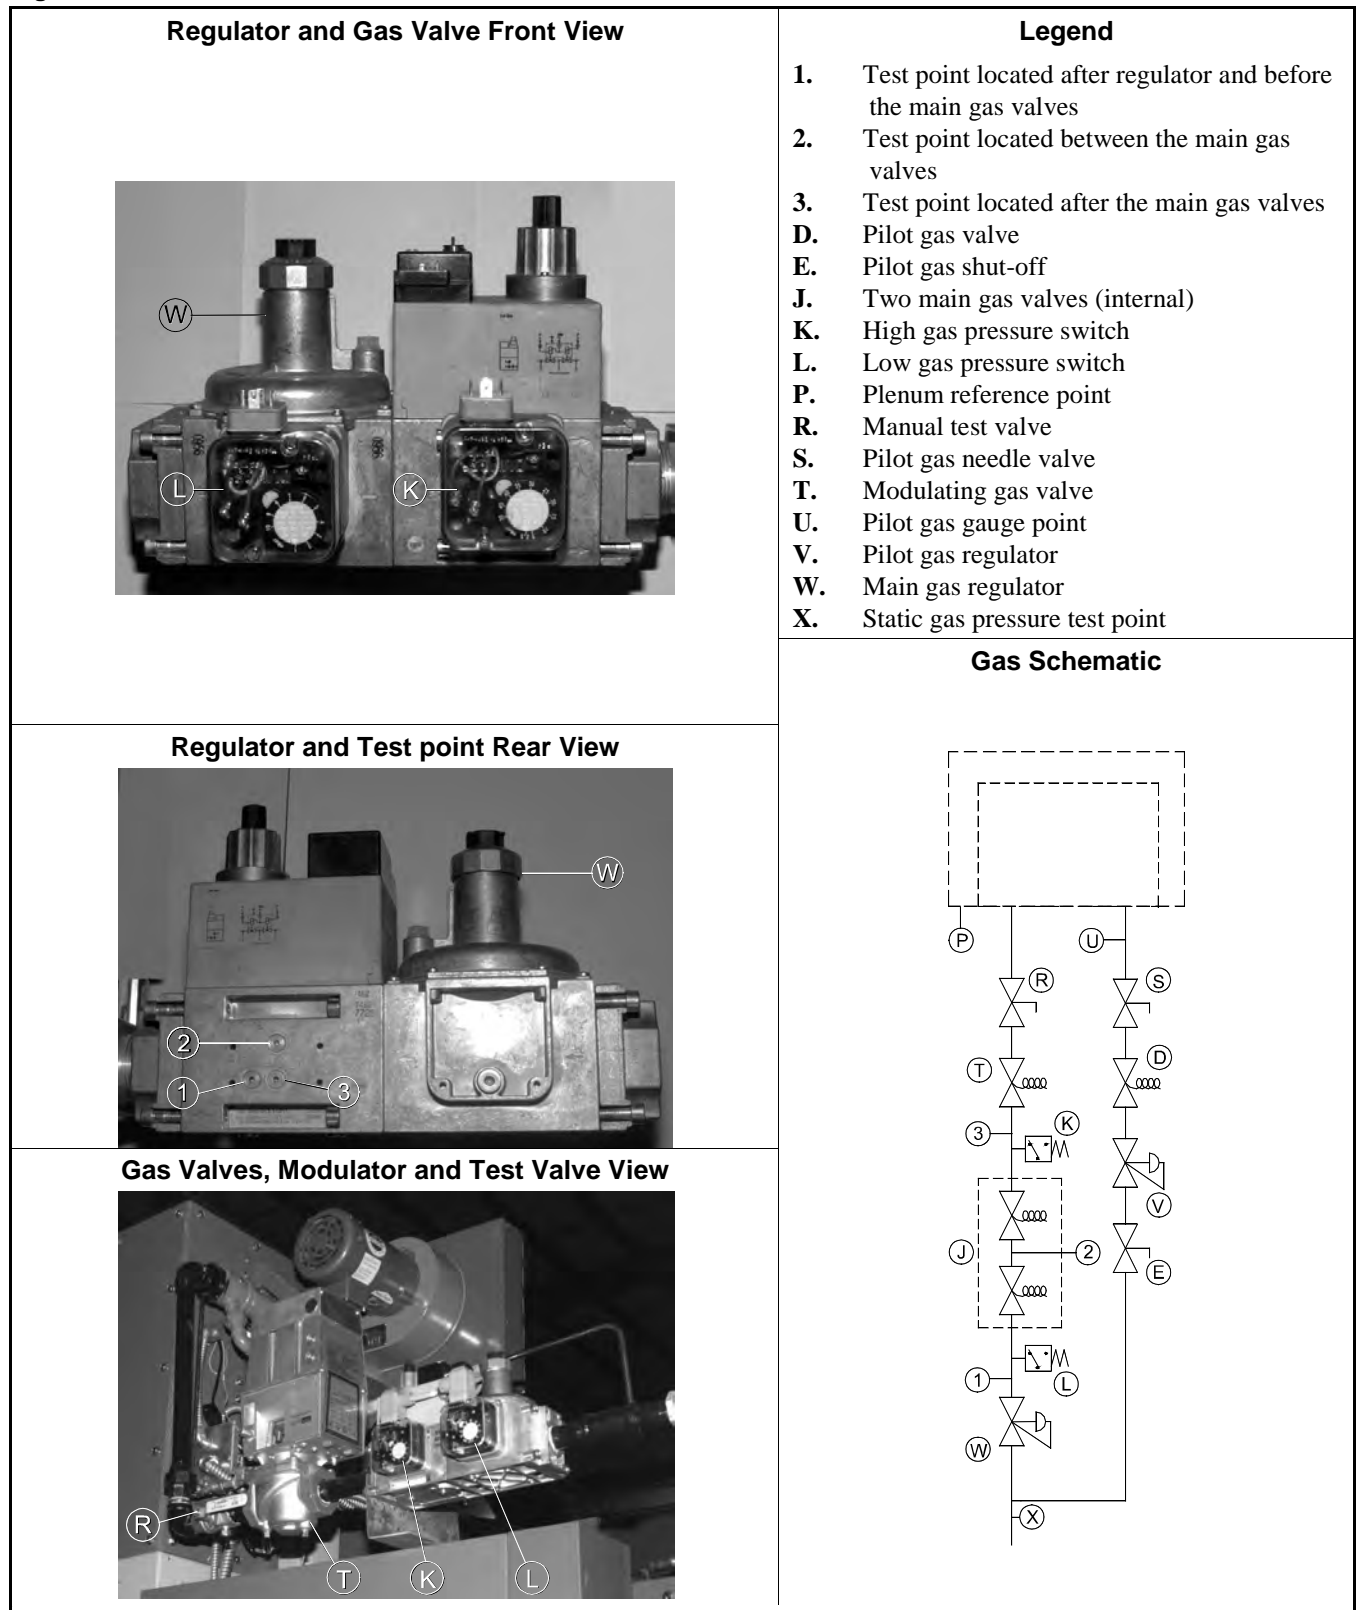 Regulator and Gas Valve Front View
W
L
K
9960
9960
Regulator and Test point Rear View
W
2
1
3
Gas Valves, Modulator and Test Valve View
R
T
K
L
Legend
1. Test point located after regulator and before
the main gas valves
2. Test point located between the main gas
valves
3. Test point located after the main gas valves
D. Pilot gas valve
E. Pilot gas shut-off
J. Two main gas valves (internal)
K. High gas pressure switch
L. Low gas pressure switch
P. Plenum reference point
R. Manual test valve
S. Pilot gas needle valve
T. Modulating gas valve
U. Pilot gas gauge point
V. Pilot gas regulator
W. Main gas regulator
X. Static gas pressure test point
Gas Schematic
P
U
R
S
T
D
3
K
V
J
2
E
1
L
W
X